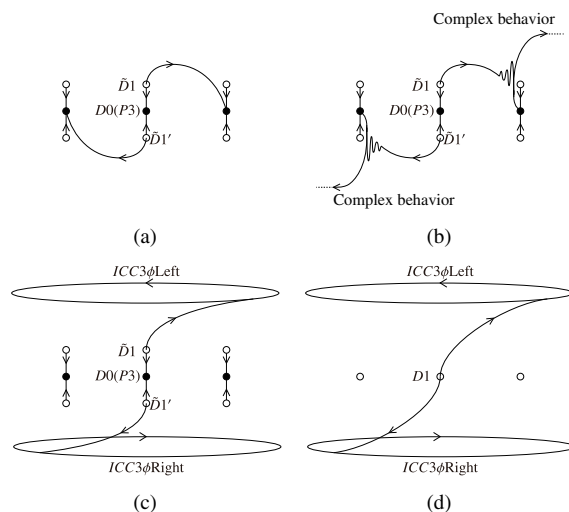 Complex behavior
D̃1
D0(P3)
D̃1′
(a)
D̃1
D0(P3)
D̃1′
Complex behavior
(b)
ICC3ϕLeft
D̃1
D0(P3)
D̃1′
ICC3ϕRight
(c)
ICC3ϕLeft
D1
ICC3ϕRight
(d)